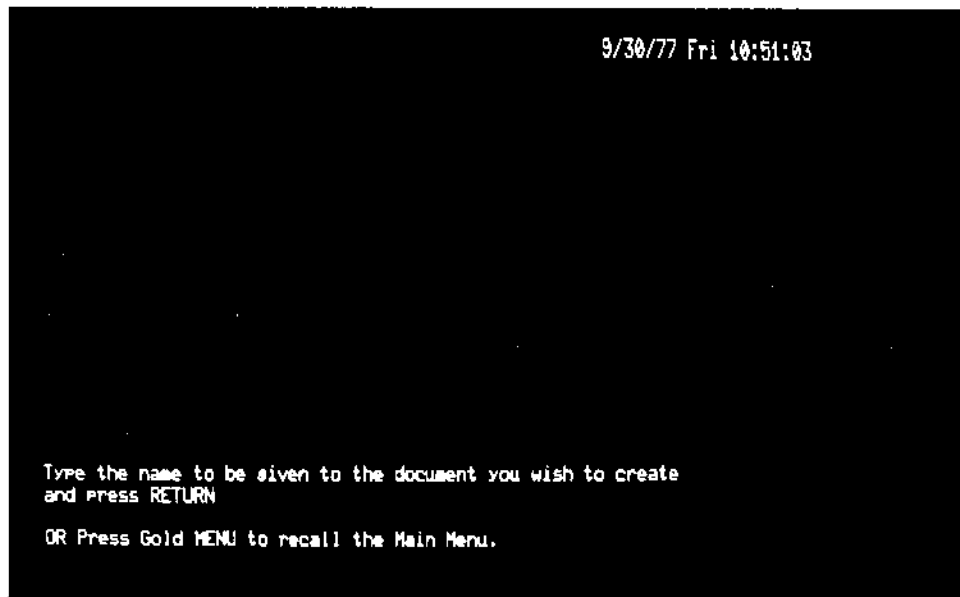 9/30/77 Fri 10:51:03
Type the name to be given to the document you wish to create
and press RETURN
OR Press Gold MENU to recall the Main Menu.